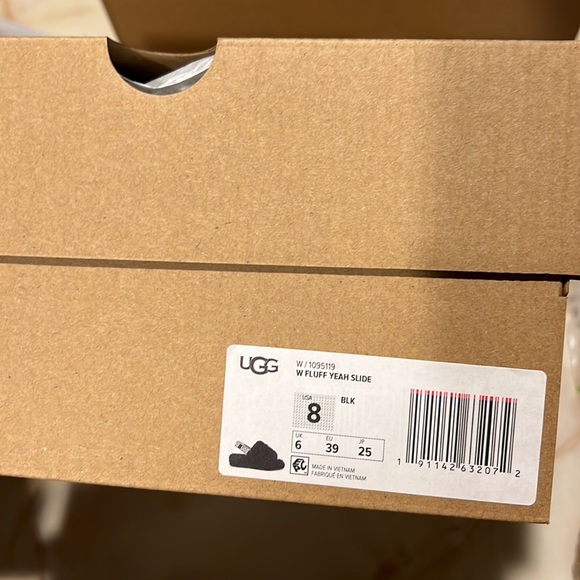 UGG
W / 1095119
W FLUFF YEAH SLIDE
USA
8
BLK
UK EU JP
6 39 25
MADE IN VIETNAM
FABRIQUÉ EN VIETNAM
1 91142 63207 2